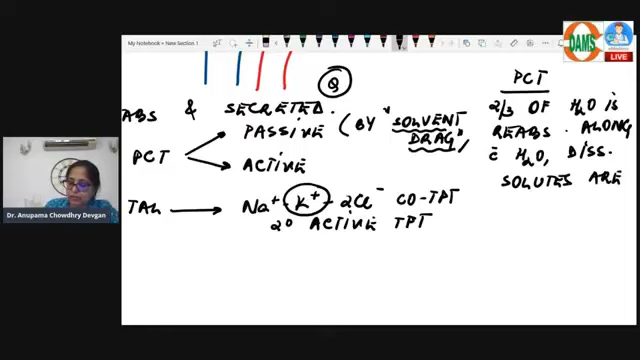 My Notebook > New Section 1
DAMS
eMEDICOZ
LIVE
Q
PCT
ABS & SECRETED.
2/3 OF H2O IS
PASSIVE (BY "SOLVENT
REABS. ALONG
DRAG")
PCT
c̄ H2O, DISS.
ACTIVE
SOLUTES ARE
TAL → Na+ - K+ - 2Cl- CO-TPT
2° ACTIVE TPT
Dr. Anupama Chowdhry Devgan